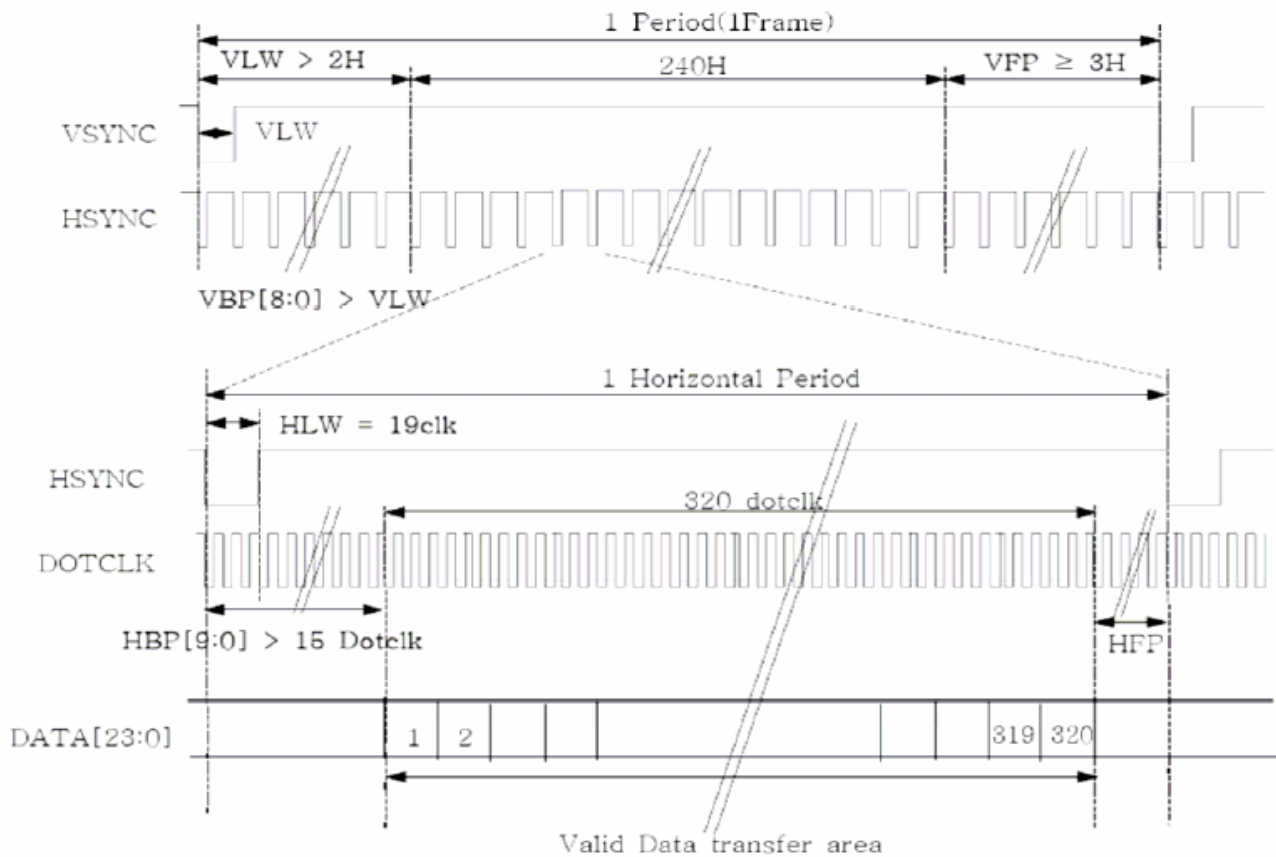 1 Period(1Frame)
VLW > 2H
240H
VFP ≥ 3H
VSYNC
VLW
HSYNC
VBP[8:0] > VLW
1 Horizontal Period
HLW = 19clk
HSYNC
320 dotclk
DOTCLK
HBP[9:0] > 15 Dotclk
HFP
DATA[23:0]
1
2
319
320
Valid Data transfer area